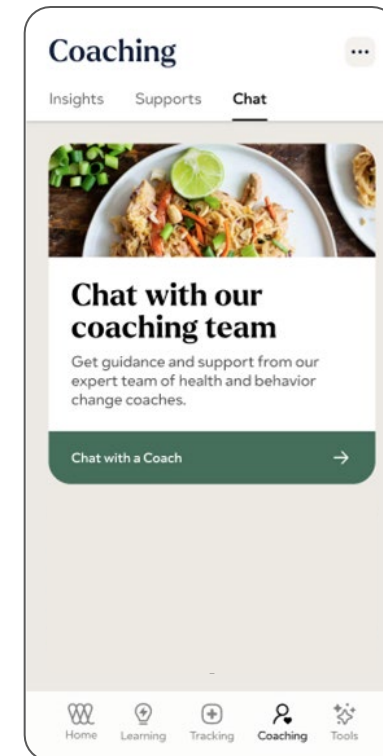 Coaching
Insights Supports Chat
Chat with our
coaching team
Get guidance and support from our
expert team of health and behavior
change coaches.
Chat with a Coach
Home Learning Tracking Coaching Tools